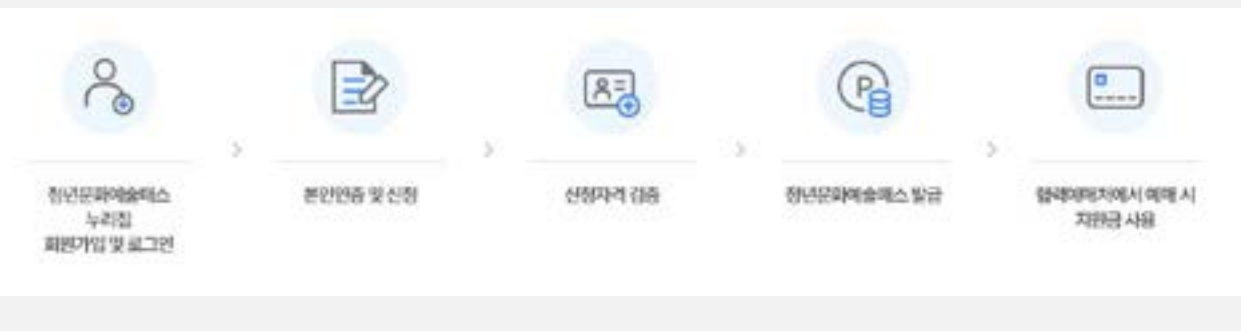 청년문화예술패스
누리집
회원가입 및 로그인
본인인증 및 신청
신청자격 검증
청년문화예술패스 발급
협력예매처에서 예매 시
지원금 사용